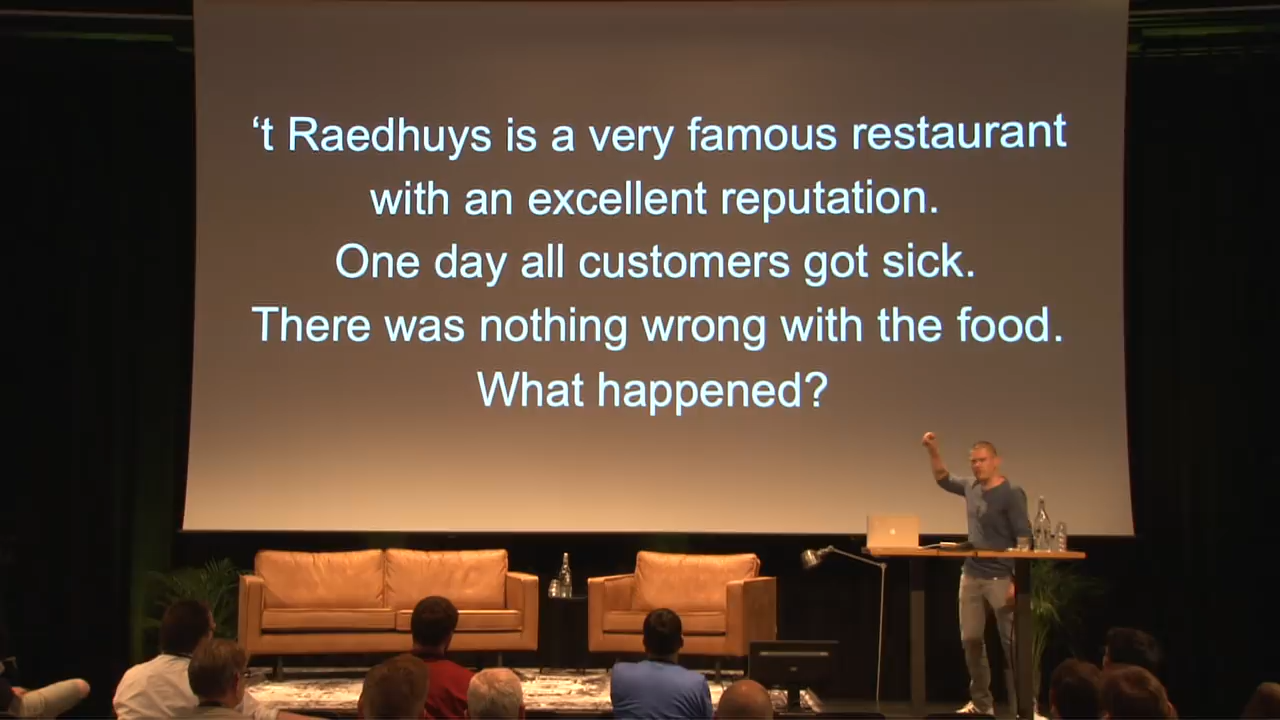 ‘t Raedhuys is a very famous restaurant
with an excellent reputation.
One day all customers got sick.
There was nothing wrong with the food.
What happened?